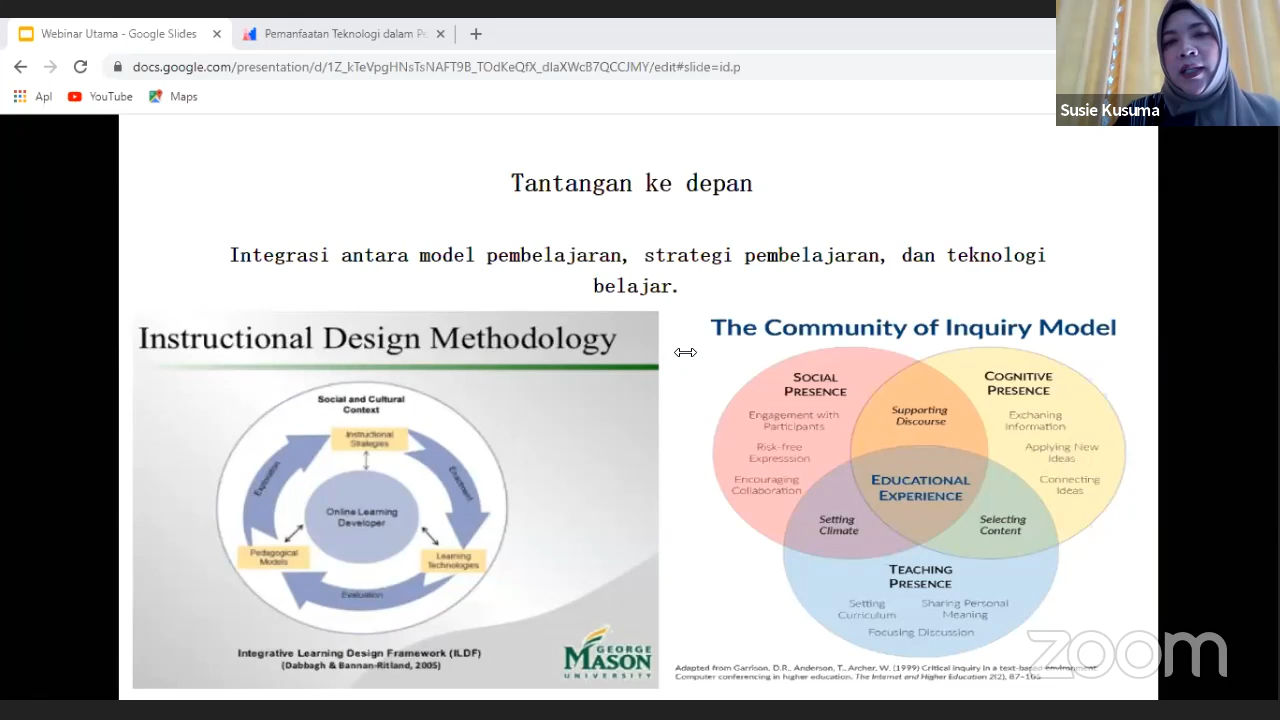 Webinar Utama - Google Slides
Pemanfaatan Teknologi dalam Pe
docs.google.com/presentation/d/1Z_kTeVpgHNsTsNAFT9B_TOdKeQfX_dIaXWcB7QCCJMY/edit#slide=id.p
Apl
YouTube
Maps
Susie Kusuma
Tantangan ke depan
Integrasi antara model pembelajaran, strategi pembelajaran, dan teknologi
belajar.
Instructional Design Methodology
Social and Cultural
Context
Instructional
Strategies
Exploration
Enactment
Online Learning
Developer
Pedagogical
Models
Learning
Technologies
Evaluation
Integrative Learning Design Framework (ILDF)
(Dabbagh & Bannan-Ritland, 2005)
GEORGE
MASON
UNIVERSITY
The Community of Inquiry Model
SOCIAL
PRESENCE
Engagement with
Participants
Risk-free
Expresssion
Encouraging
Collaboration
Supporting
Discourse
COGNITIVE
PRESENCE
Exchaning
Information
Applying New
Ideas
Connecting
Ideas
EDUCATIONAL
EXPERIENCE
Setting
Climate
Selecting
Content
TEACHING
PRESENCE
Setting
Curriculum
Sharing Personal
Meaning
Focusing Discussion
Adapted from Garrison, D.R., Anderson, T., Archer, W. (1999) Critical Inquiry in a text-based environment:
Computer conferencing in higher education. The Internet and Higher Education 2(2), 87-105
zoom